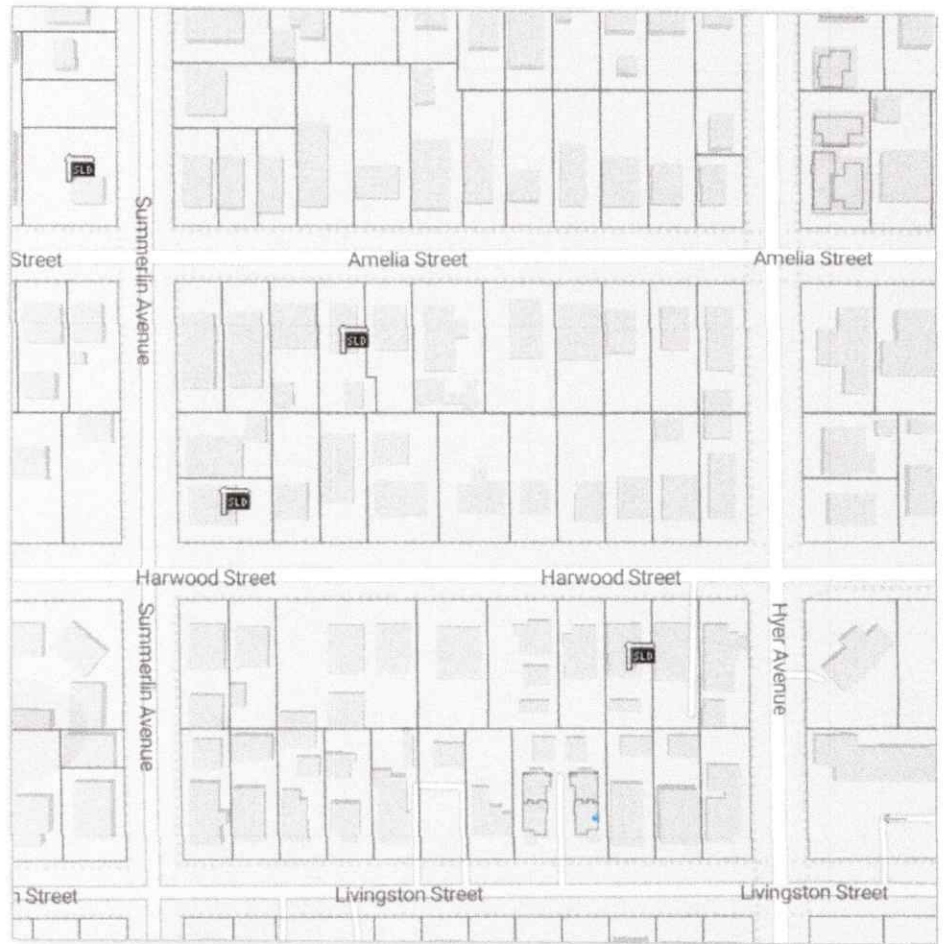 SLD
Summerlin Avenue
Street
Amelia Street
Amelia Street
SLD
SLD
Harwood Street
Harwood Street
Summerlin Avenue
Hyer Avenue
SLD
n Street
Livingston Street
Livingston Street